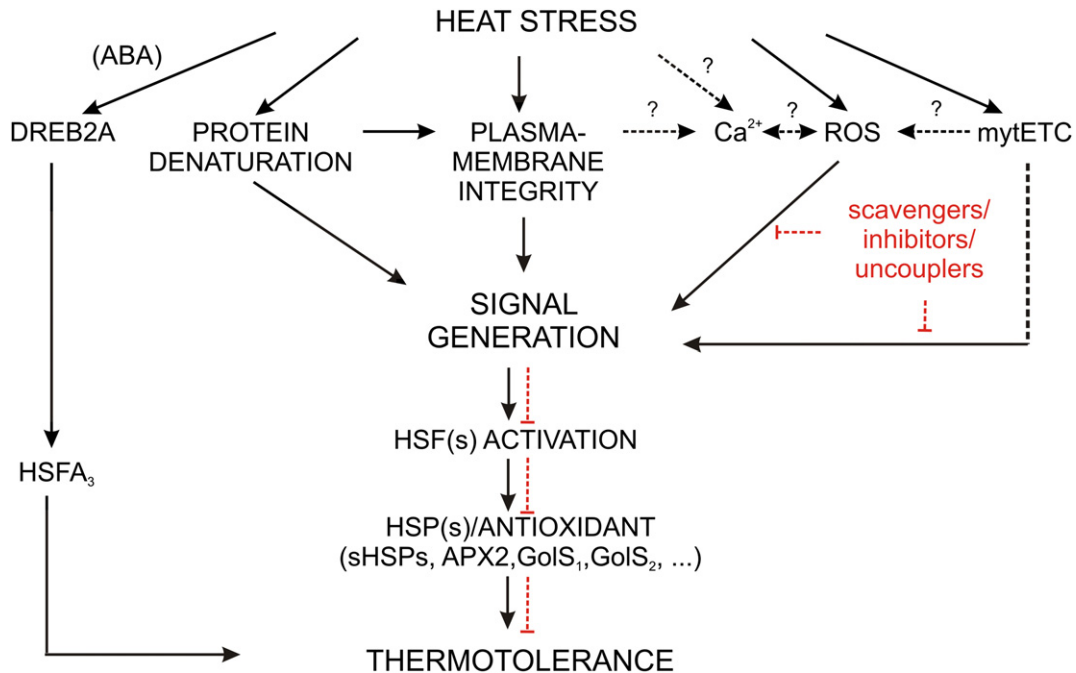 HEAT STRESS
(ABA)
?
DREB2A
PROTEIN
DENATURATION
PLASMA-
MEMBRANE
INTEGRITY
?
Ca²⁺
?
ROS
?
mytETC
scavengers/
inhibitors/
uncouplers
SIGNAL
GENERATION
HSF(s) ACTIVATION
HSFA₃
HSP(s)/ANTIOXIDANT
(sHSPs, APX2,GolS₁,GolS₂, ...)
THERMOTOLERANCE